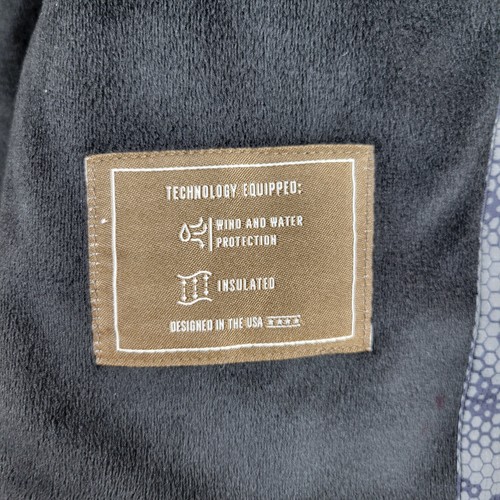 TECHNOLOGY EQUIPPED:
WIND AND WATER
PROTECTION
INSULATED
DESIGNED IN THE USA